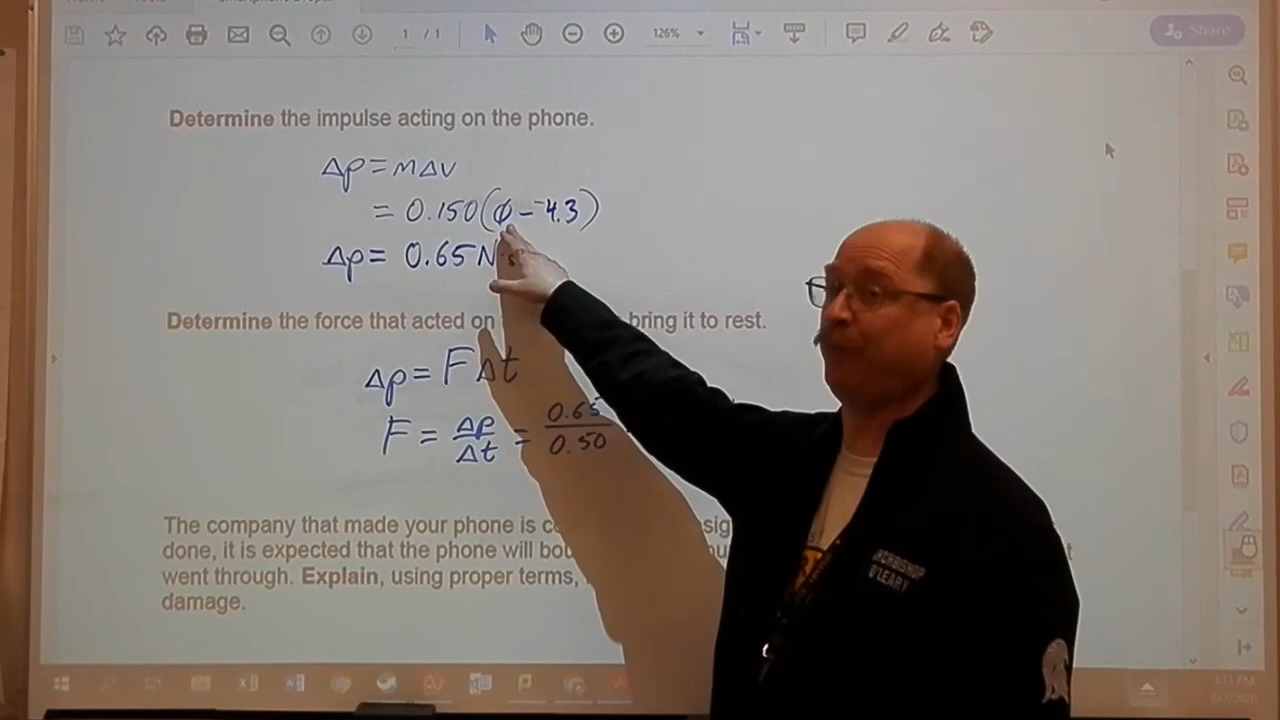 1 / 1
126%
Share
Determine the impulse acting on the phone.
Δp = mΔv
= 0.150(ϕ - ⁻4.3)
Δp = 0.65 N·s
Determine the force that acted on bring it to rest.
Δp = FΔt
F = Δp/Δt = 0.65/0.50
The company that made your phone is
done, it is expected that the phone will
went through. Explain, using proper terms,
damage.
ARCHBISHOP
O'LEARY